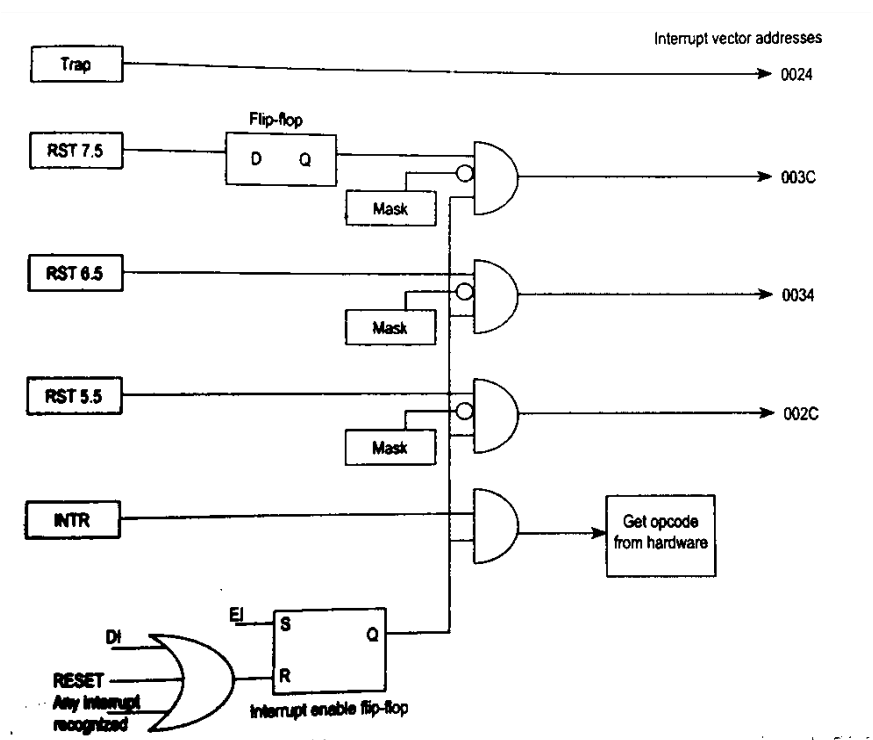 Interrupt vector addresses
Trap
0024
Flip-flop
RST 7.5
D Q
003C
Mask
RST 6.5
0034
Mask
RST 5.5
002C
Mask
INTR
Get opcode
from hardware
EI
S
Q
DI
R
RESET
Any interrupt
recognized
Interrupt enable flip-flop